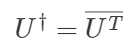 U† = \overline{U^T}